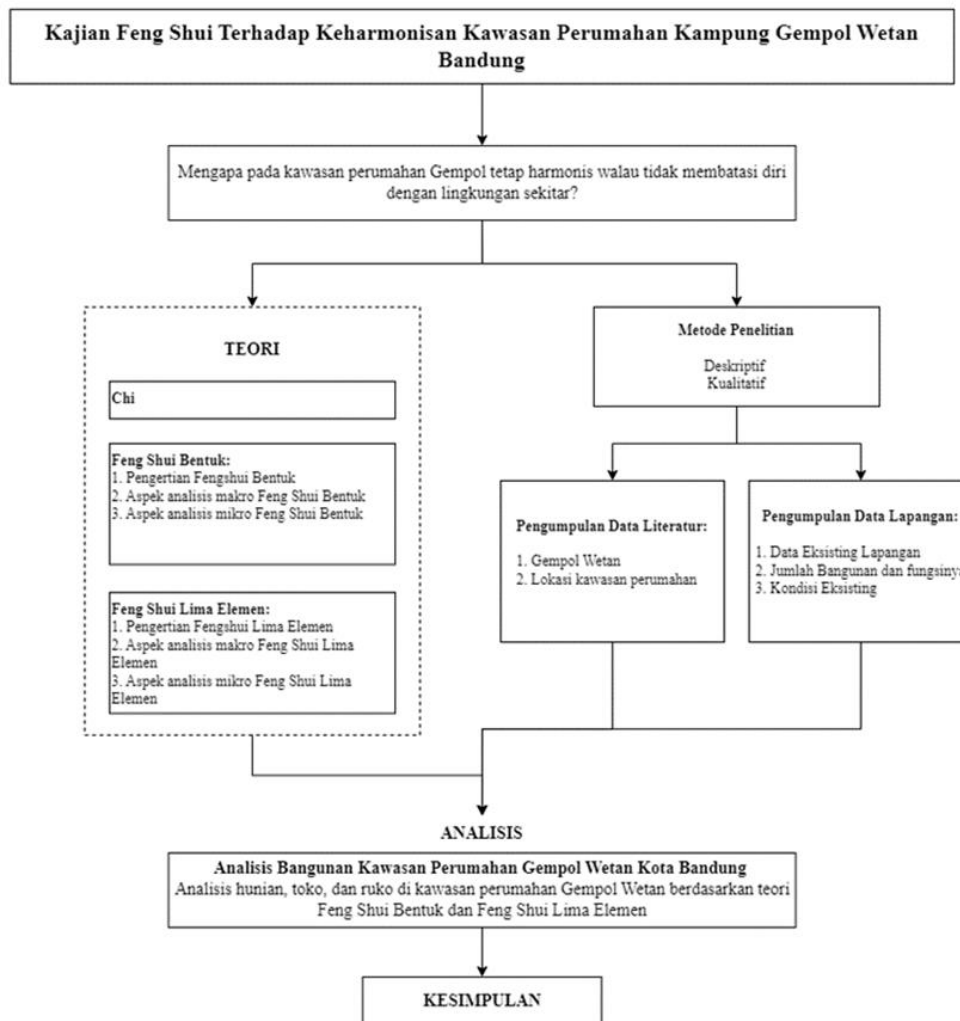 Kajian Feng Shui Terhadap Keharmonisan Kawasan Perumahan Kampung Gempol Wetan
Bandung
Mengapa pada kawasan perumahan Gempol tetap harmonis walau tidak membatasi diri
dengan lingkungan sekitar?
TEORI
Chi
Feng Shui Bentuk:
1. Pengertian Fengshui Bentuk
2. Aspek analisis makro Feng Shui Bentuk
3. Aspek analisis mikro Feng Shui Bentuk
Feng Shui Lima Elemen:
1. Pengertian Fengshui Lima Elemen
2. Aspek analisis makro Feng Shui Lima
Elemen
3. Aspek analisis mikro Feng Shui Lima
Elemen
Metode Penelitian
Deskriptif
Kualitatif
Pengumpulan Data Literatur:
1. Gempol Wetan
2. Lokasi kawasan perumahan
Pengumpulan Data Lapangan:
1. Data Eksisting Lapangan
2. Jumlah Bangunan dan fungsinya
3. Kondisi Eksisting
ANALISIS
Analisis Bangunan Kawasan Perumahan Gempol Wetan Kota Bandung
Analisis hunian, toko, dan ruko di kawasan perumahan Gempol Wetan berdasarkan teori
Feng Shui Bentuk dan Feng Shui Lima Elemen
KESIMPULAN